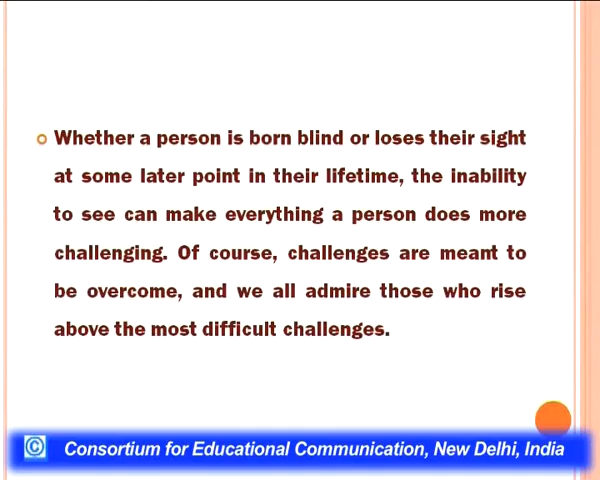 Whether a person is born blind or loses their sight
at some later point in their lifetime, the inability
to see can make everything a person does more
challenging. Of course, challenges are meant to
be overcome, and we all admire those who rise
above the most difficult challenges.
© Consortium for Educational Communication, New Delhi, India